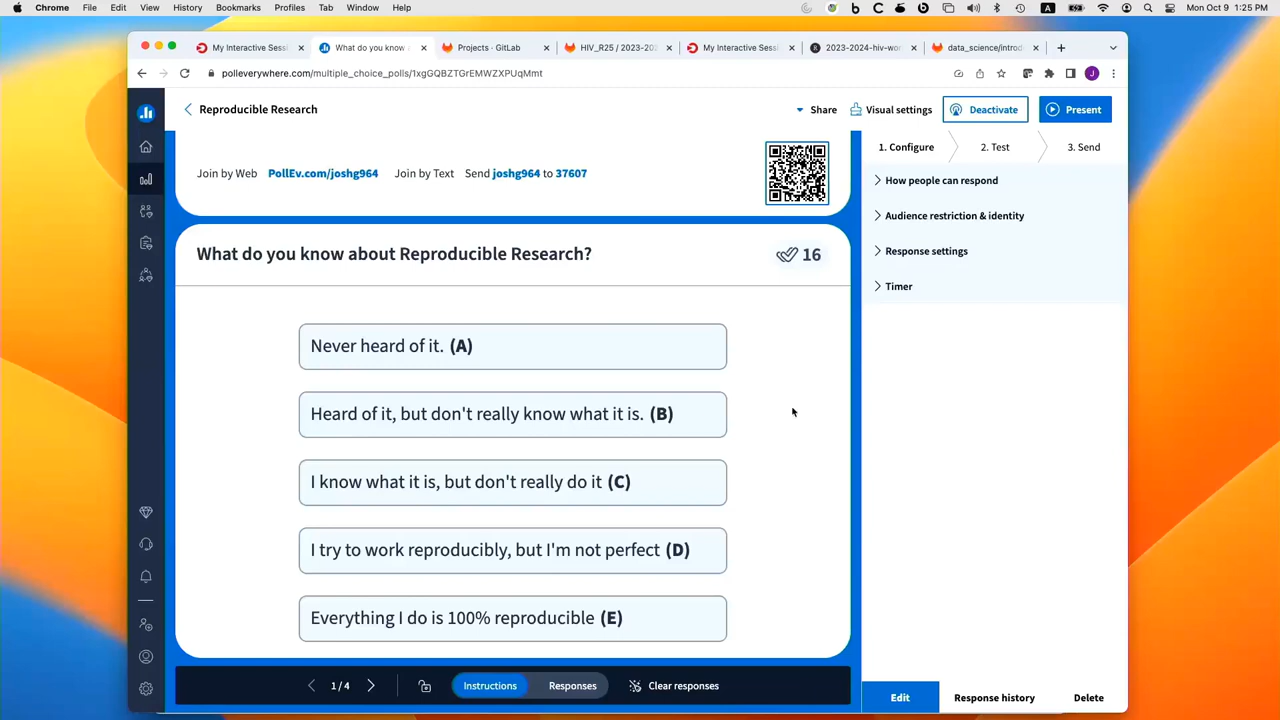 Chrome File Edit View History Bookmarks Profiles Tab Window Help
A
Mon Oct 9 1:25 PM
My Interactive Sessi
What do you know
Projects · GitLab
HIV_R25 / 2023-202
My Interactive Sess
2023-2024-hiv-wo
data_science/introd
polleverywhere.com/multiple_choice_polls/1xgGQBZTGrEMWZXPUqMmt
J
Reproducible Research
Share
Visual settings
Deactivate
Present
Join by Web PollEv.com/joshg964 Join by Text Send joshg964 to 37607
1. Configure
2. Test
3. Send
How people can respond
Audience restriction & identity
Response settings
Timer
What do you know about Reproducible Research?
16
Never heard of it. (A)
Heard of it, but don't really know what it is. (B)
I know what it is, but don't really do it (C)
I try to work reproducibly, but I'm not perfect (D)
Everything I do is 100% reproducible (E)
1/4
Instructions
Responses
Clear responses
Edit
Response history
Delete